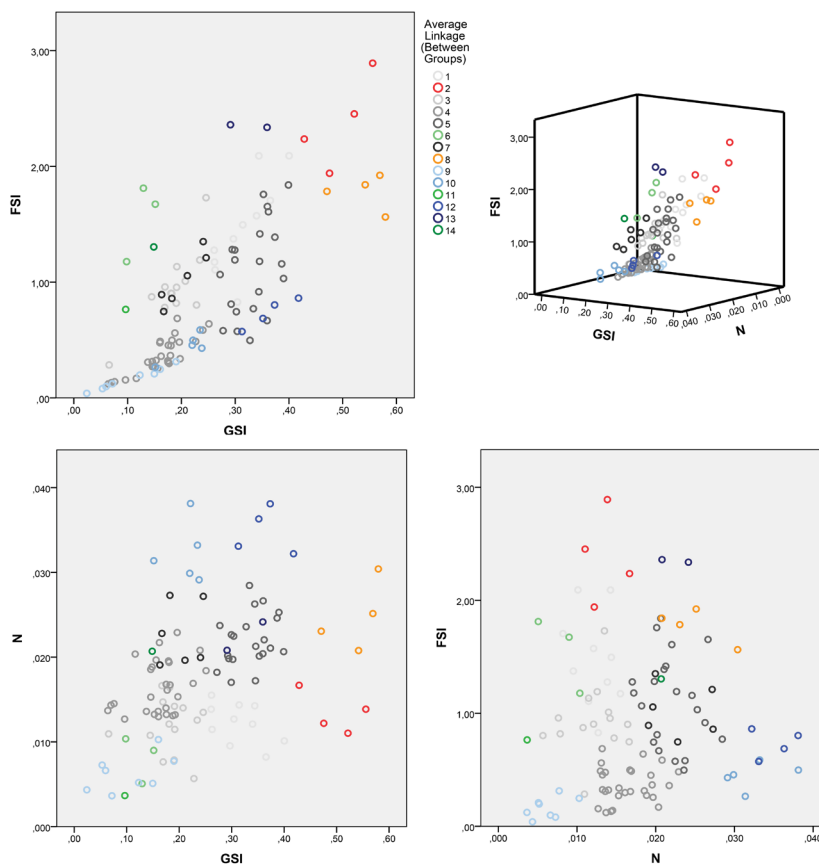 3,00
2,00
1,00
,00
FSI
,00 ,10 ,20 ,30 ,40 ,50 ,60
GSI
Average
Linkage
(Between
Groups)
1
2
3
4
5
6
7
8
9
10
11
12
13
14
3,00
2,00
1,00
,00
FSI
,00 ,10 ,20 ,30 ,40 ,50 ,60
GSI
,040 ,030 ,020 ,010 ,000
N
,040
,030
,020
,010
,000
N
,00 ,10 ,20 ,30 ,40 ,50 ,60
GSI
3,00
2,00
1,00
,00
FSI
,000 ,010 ,020 ,030 ,040
N